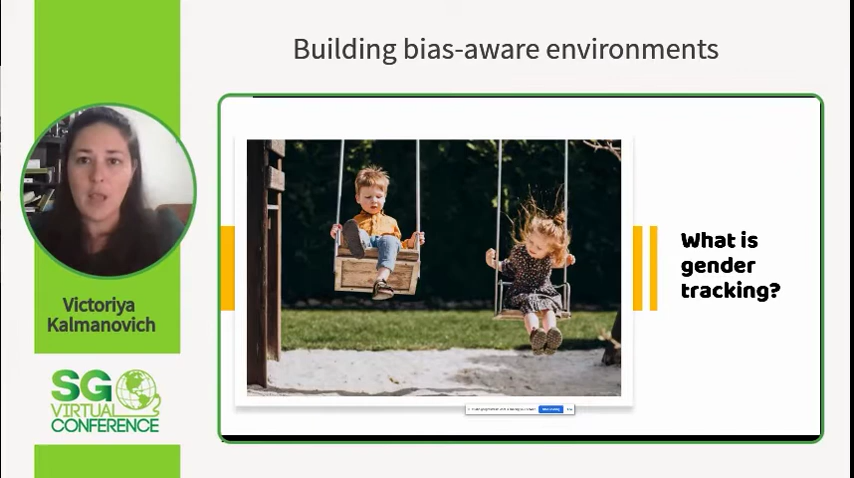 Building bias-aware environments
What is
gender
tracking?
Victoriya
Kalmanovich
SG
VIRTUAL
CONFERENCE